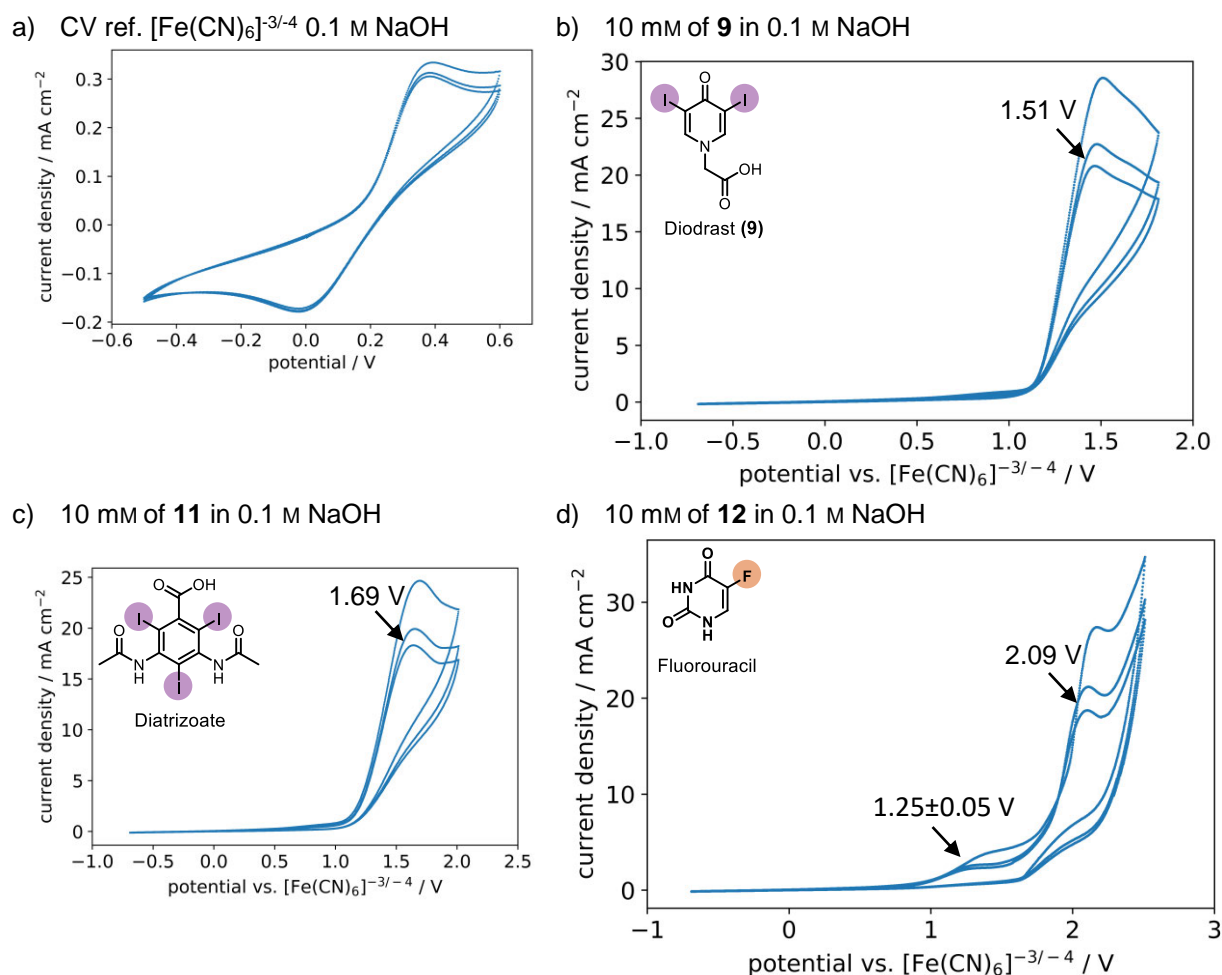 a) CV ref. [Fe(CN)6]-3/-4 0.1 M NaOH
0.3
0.2
0.1
0.0
−0.1
−0.2
current density / mA cm−2
−0.6 −0.4 −0.2 0.0 0.2 0.4 0.6
potential / V
b) 10 mM of 9 in 0.1 M NaOH
30
25
20
15
10
5
0
current density / mA cm−2
O
I I
N
OH
O
Diodrast (9)
1.51 V
−1.0 −0.5 0.0 0.5 1.0 1.5 2.0
potential vs. [Fe(CN)6]−3/−4 / V
c) 10 mM of 11 in 0.1 M NaOH
25
20
15
10
5
0
current density / mA cm−2
O OH
I I
O O
N N
H H
I
Diatrizoate
1.69 V
−1.0 −0.5 0.0 0.5 1.0 1.5 2.0 2.5
potential vs. [Fe(CN)6]−3/−4 / V
d) 10 mM of 12 in 0.1 M NaOH
30
20
10
0
current density / mA cm−2
O
HN F
O N
H
Fluorouracil
2.09 V
1.25±0.05 V
−1 0 1 2 3
potential vs. [Fe(CN)6]−3/−4 / V